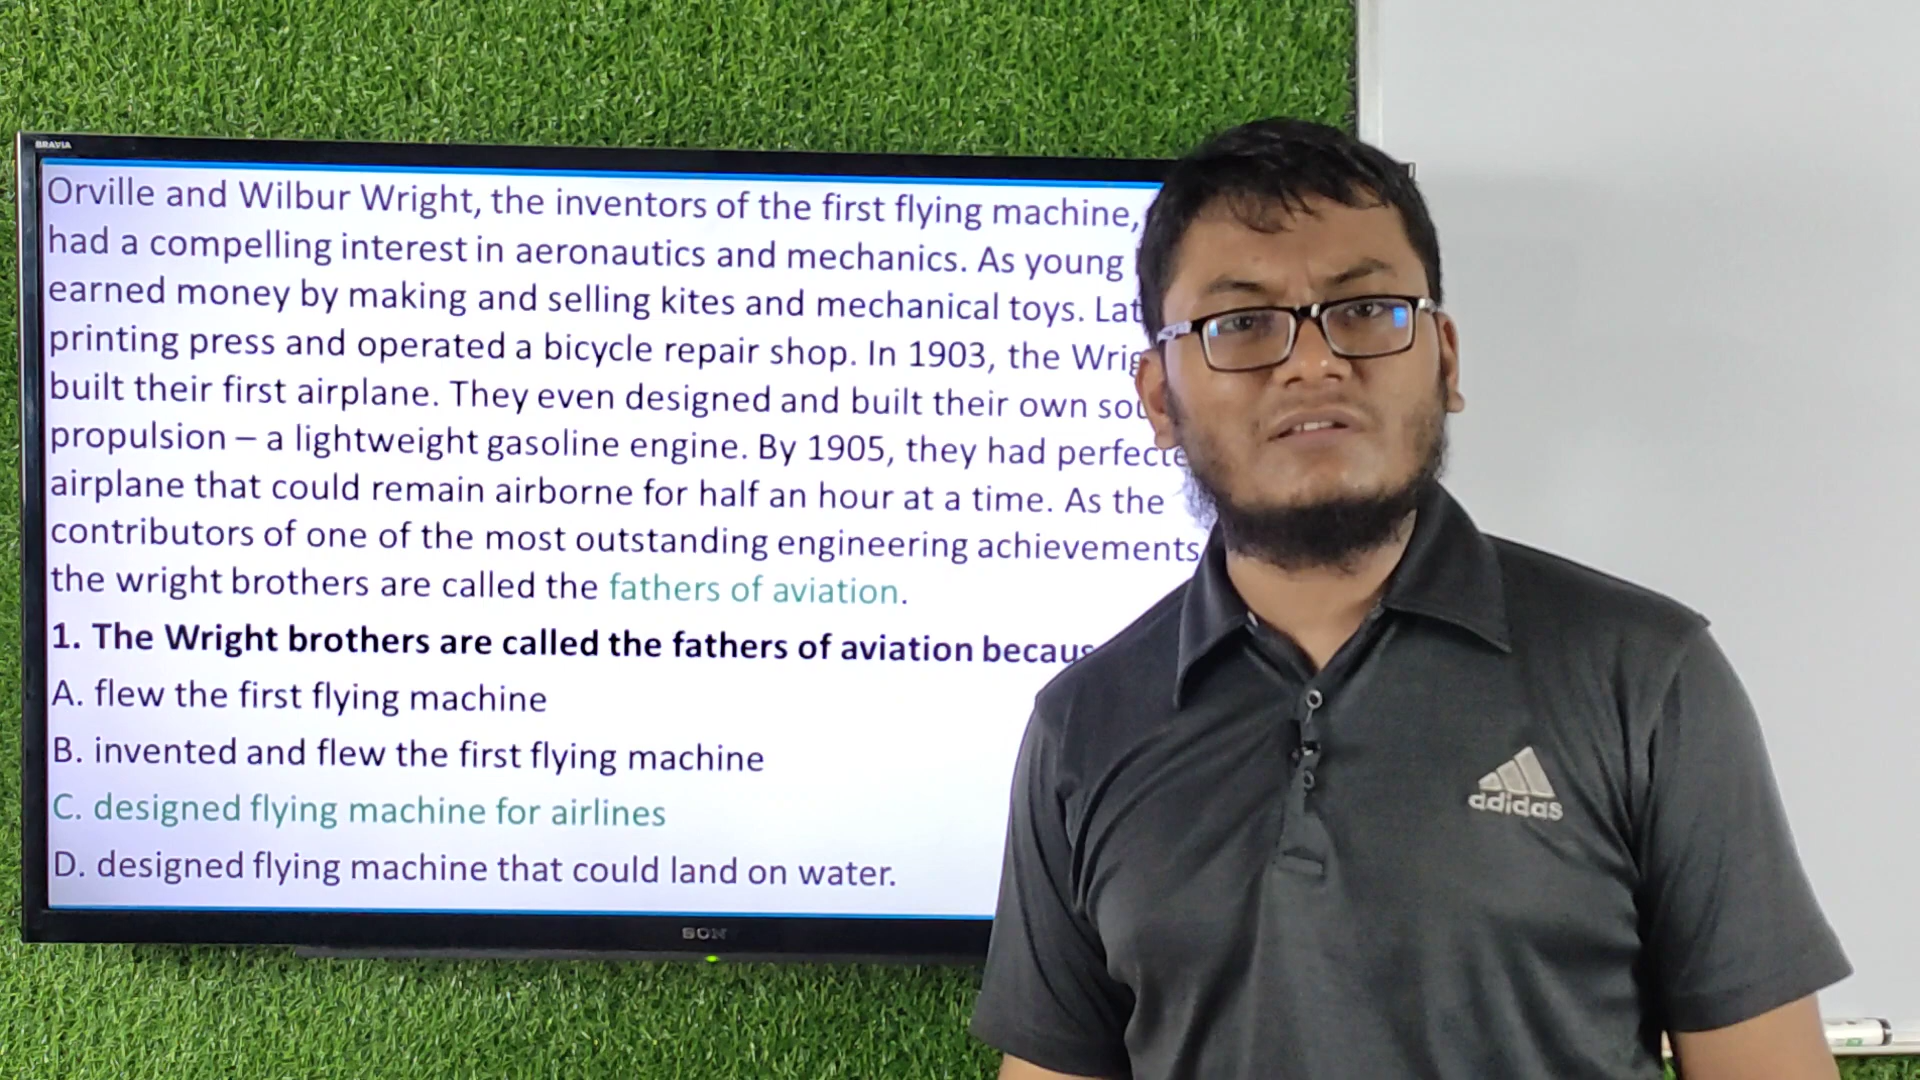 BRAVIA
Orville and Wilbur Wright, the inventors of the first flying machine,
had a compelling interest in aeronautics and mechanics. As young
earned money by making and selling kites and mechanical toys.
printing press and operated a bicycle repair shop. In 1903, the
built their first airplane. They even designed and built their own
propulsion – a lightweight gasoline engine. By 1905, they had
airplane that could remain airborne for half an hour at a time. As the
contributors of one of the most outstanding engineering achievements
the wright brothers are called the fathers of aviation.
1. The Wright brothers are called the fathers of aviation
A. flew the first flying machine
B. invented and flew the first flying machine
C. designed flying machine for airlines
D. designed flying machine that could land on water.
SONY
adidas